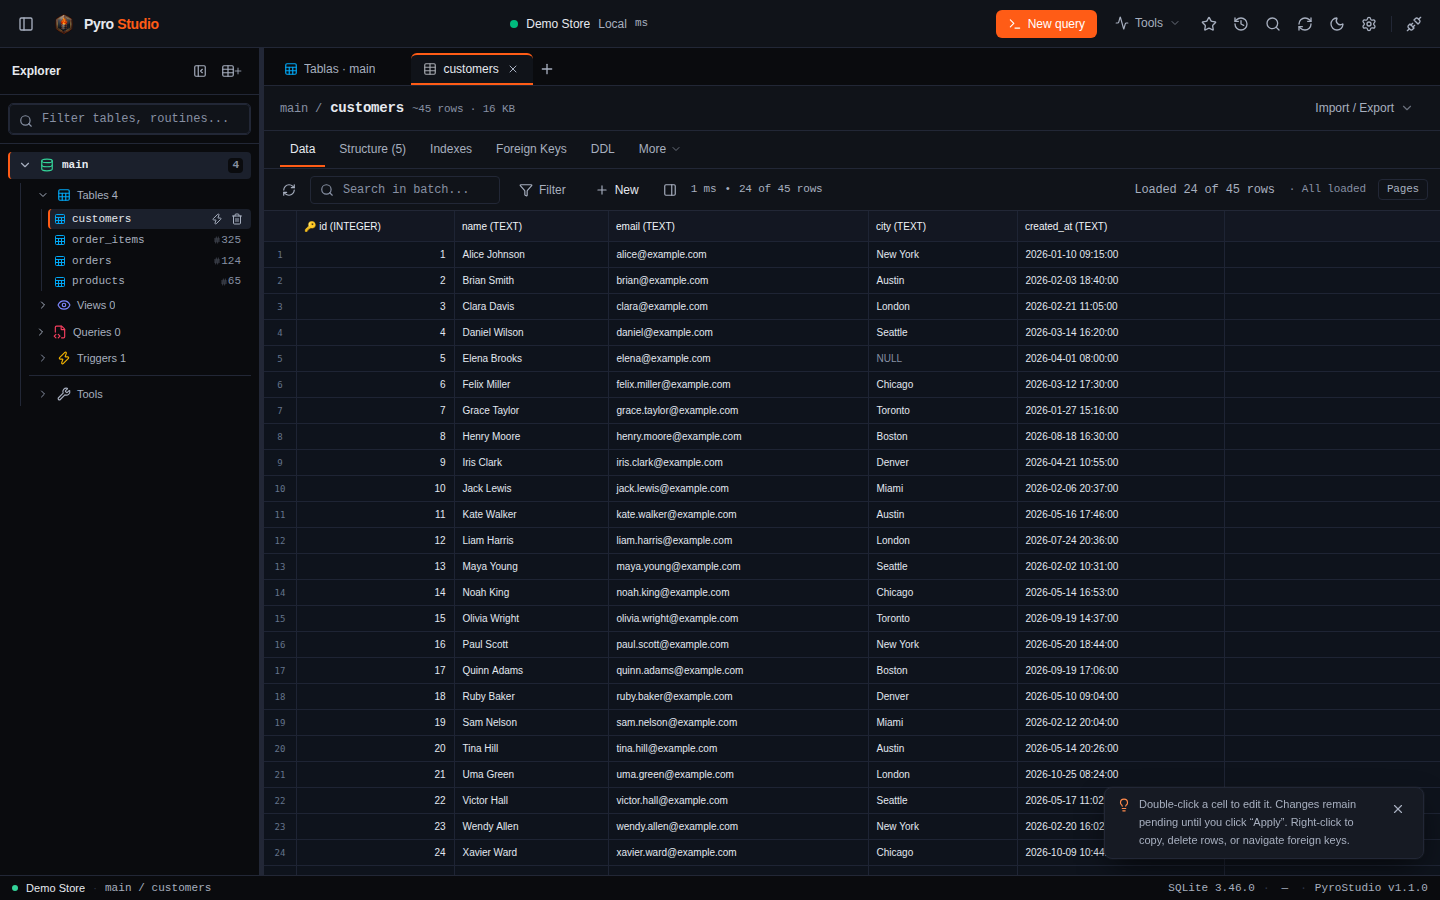 Pyro Studio
Demo Store Local ms
New query
Tools
Explorer
Tablas · main
customers
Filter tables, routines...
main / customers ~45 rows · 16 KB
Import / Export
main 4
Tables 4
customers
order_items #325
orders #124
products #65
Views 0
Queries 0
Triggers 1
Tools
Data Structure (5) Indexes Foreign Keys DDL More
Search in batch... Filter New 1 ms • 24 of 45 rows Loaded 24 of 45 rows · All loaded Pages
id (INTEGER) name (TEXT) email (TEXT) city (TEXT) created_at (TEXT)
1 1 Alice Johnson alice@example.com New York 2026-01-10 09:15:00
2 2 Brian Smith brian@example.com Austin 2026-02-03 18:40:00
3 3 Clara Davis clara@example.com London 2026-02-21 11:05:00
4 4 Daniel Wilson daniel@example.com Seattle 2026-03-14 16:20:00
5 5 Elena Brooks elena@example.com NULL 2026-04-01 08:00:00
6 6 Felix Miller felix.miller@example.com Chicago 2026-03-12 17:30:00
7 7 Grace Taylor grace.taylor@example.com Toronto 2026-01-27 15:16:00
8 8 Henry Moore henry.moore@example.com Boston 2026-08-18 16:30:00
9 9 Iris Clark iris.clark@example.com Denver 2026-04-21 10:55:00
10 10 Jack Lewis jack.lewis@example.com Miami 2026-02-06 20:37:00
11 11 Kate Walker kate.walker@example.com Austin 2026-05-16 17:46:00
12 12 Liam Harris liam.harris@example.com London 2026-07-24 20:36:00
13 13 Maya Young maya.young@example.com Seattle 2026-02-02 10:31:00
14 14 Noah King noah.king@example.com Chicago 2026-05-14 16:53:00
15 15 Olivia Wright olivia.wright@example.com Toronto 2026-09-19 14:37:00
16 16 Paul Scott paul.scott@example.com New York 2026-05-20 18:44:00
17 17 Quinn Adams quinn.adams@example.com Boston 2026-09-19 17:06:00
18 18 Ruby Baker ruby.baker@example.com Denver 2026-05-10 09:04:00
19 19 Sam Nelson sam.nelson@example.com Miami 2026-02-12 20:04:00
20 20 Tina Hill tina.hill@example.com Austin 2026-05-14 20:26:00
21 21 Uma Green uma.green@example.com London 2026-10-25 08:24:00
22 22 Victor Hall victor.hall@example.com Seattle 2026-05-17 11:02
23 23 Wendy Allen wendy.allen@example.com New York 2026-02-20 16:02
24 24 Xavier Ward xavier.ward@example.com Chicago 2026-10-09 10:44
Double-click a cell to edit it. Changes remain
pending until you click “Apply”. Right-click to
copy, delete rows, or navigate foreign keys.
Demo Store · main / customers
SQLite 3.46.0 · — · PyroStudio v1.1.0